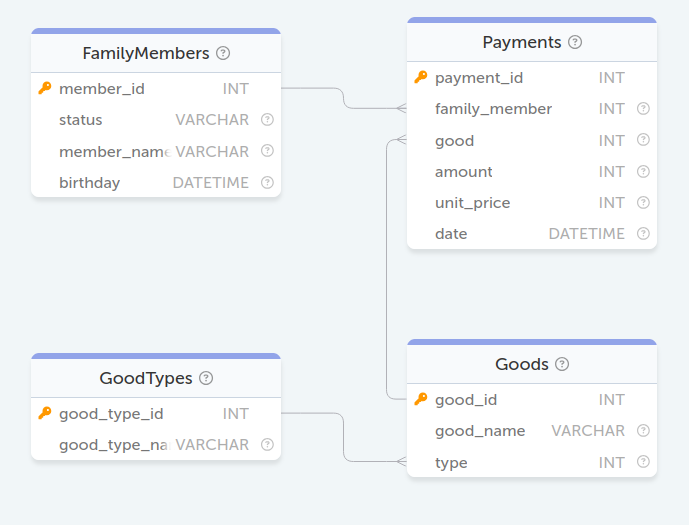 FamilyMembers
member_id INT
status VARCHAR
member_name VARCHAR
birthday DATETIME
Payments
payment_id INT
family_member INT
good INT
amount INT
unit_price INT
date DATETIME
GoodTypes
good_type_id INT
good_type_na VARCHAR
Goods
good_id INT
good_name VARCHAR
type INT